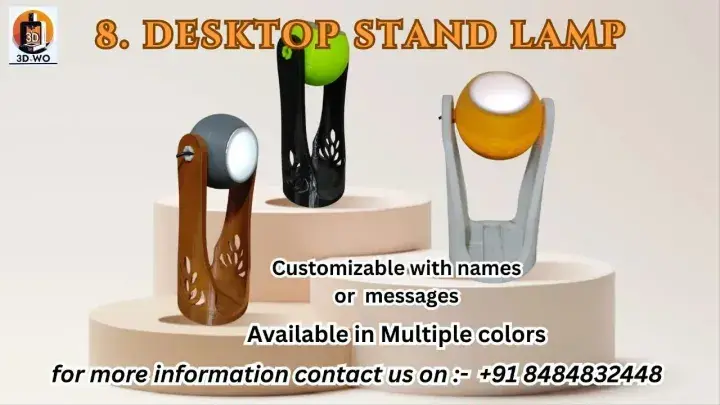 3D
3D-WO
8. DESKTOP STAND LAMP
Customizable with names
or messages
Available in Multiple colors
for more information contact us on :- +91 8484832448